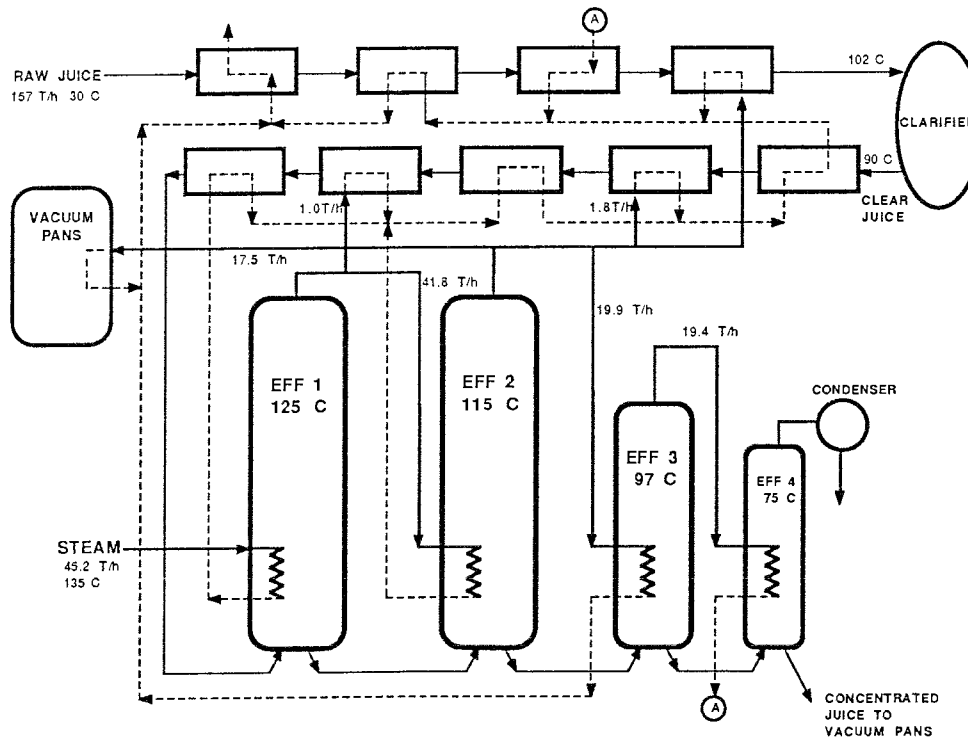 A
RAW JUICE
157 T/h 30 C
102 C
CLARIFIER
90 C
CLEAR
JUICE
VACUUM
PANS
1.0T/h
1.8T/h
17.5 T/h
41.8 T/h
19.9 T/h
19.4 T/h
EFF 1
125 C
EFF 2
115 C
CONDENSER
EFF 3
97 C
EFF 4
75 C
STEAM
45.2 T/h
135 C
A
CONCENTRATED
JUICE TO
VACUUM PANS